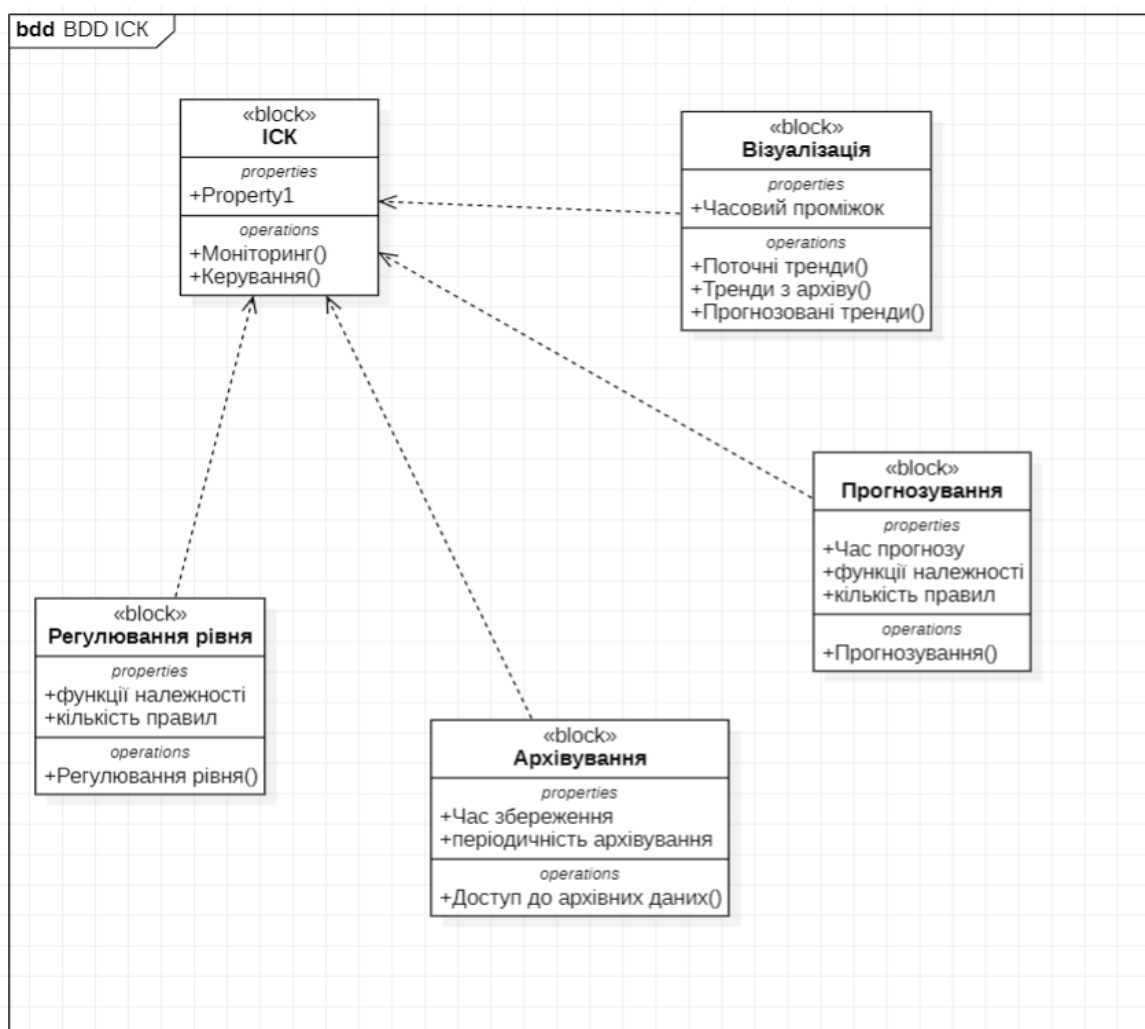 bdd BDD ІСК
«block»
ІСК
properties
+Property1
operations
+Моніторинг()
+Керування()
«block»
Візуалізація
properties
+Часовий проміжок
operations
+Поточні тренди()
+Тренди з архіву()
+Прогнозовані тренди()
«block»
Прогнозування
properties
+Час прогнозу
+функції належності
+кількість правил
operations
+Прогнозування()
«block»
Регулювання рівня
properties
+функції належності
+кількість правил
operations
+Регулювання рівня()
«block»
Архівування
properties
+Час збереження
+періодичність архівування
operations
+Доступ до архівних даних()